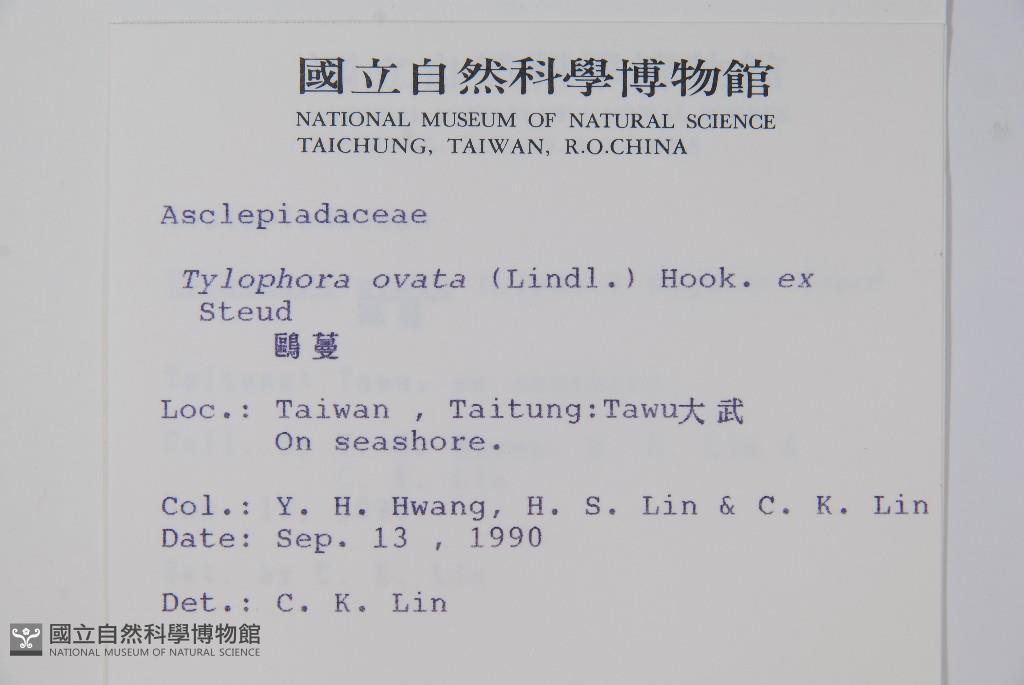 國立自然科學博物館
NATIONAL MUSEUM OF NATURAL SCIENCE
TAICHUNG, TAIWAN, R.O.CHINA
Asclepiadaceae
Tylophora ovata (Lindl.) Hook. ex
Steud
鷗蔓
Loc.: Taiwan , Taitung:Tawu大武
On seashore.
Col.: Y. H. Hwang, H. S. Lin & C. K. Lin
Date: Sep. 13 , 1990
Det.: C. K. Lin
國立自然科學博物館
NATIONAL MUSEUM OF NATURAL SCIENCE